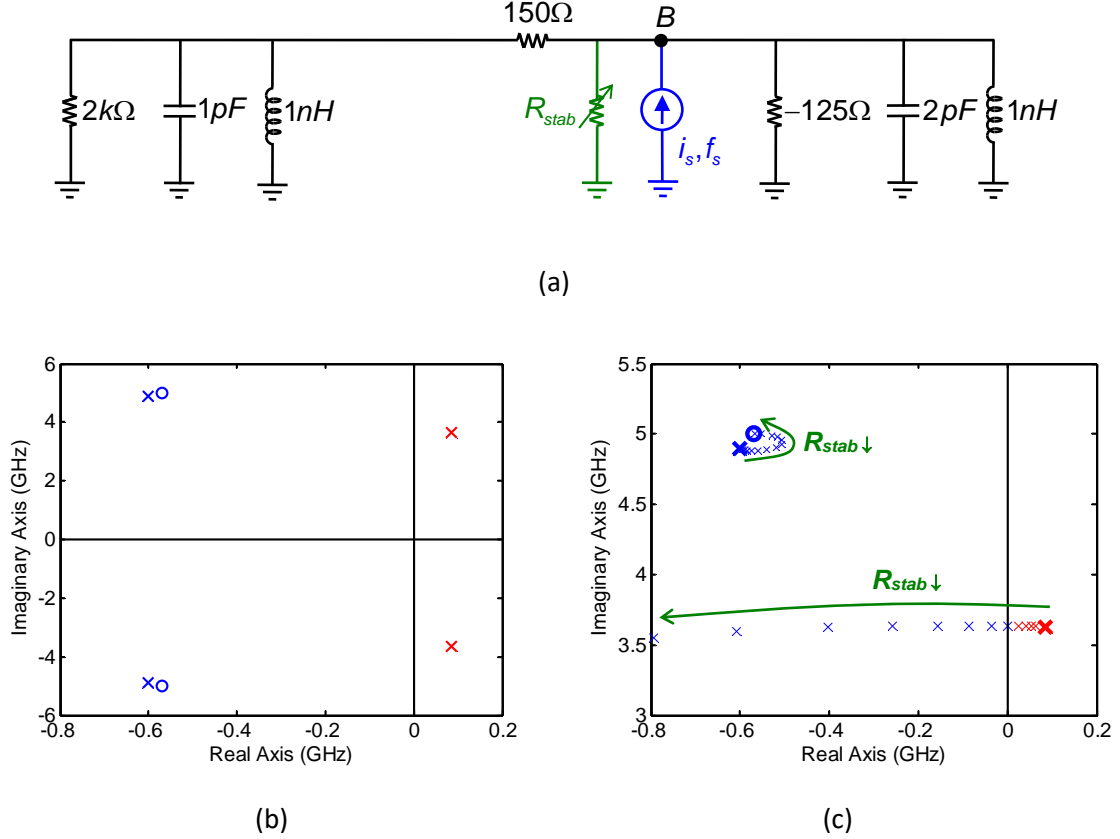 150Ω
B
2kΩ
1pF
1nH
R_stab
i_s, f_s
−125Ω
2pF
1nH
(a)
6
4
2
0
-2
-4
-6
-0.8
-0.6
-0.4
-0.2
0
0.2
Imaginary Axis (GHz)
Real Axis (GHz)
(b)
5.5
5
4.5
4
3.5
3
-0.8
-0.6
-0.4
-0.2
0
0.2
Imaginary Axis (GHz)
Real Axis (GHz)
R_stab ↓
R_stab ↓
(c)